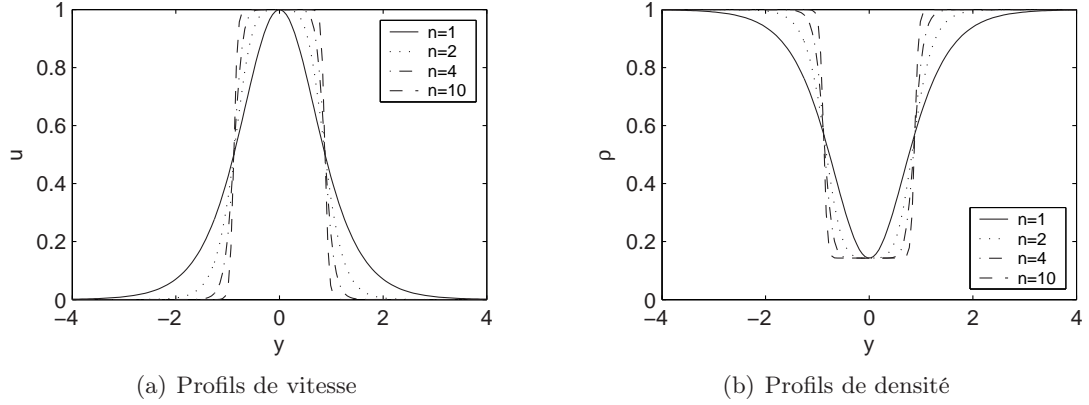 1
0.8
0.6
0.4
0.2
0
u
−4
−2
0
2
4
y
n=1
n=2
n=4
n=10
(a) Profils de vitesse
1
0.8
0.6
0.4
0.2
0
ρ
−4
−2
0
2
4
y
n=1
n=2
n=4
n=10
(b) Profils de densité